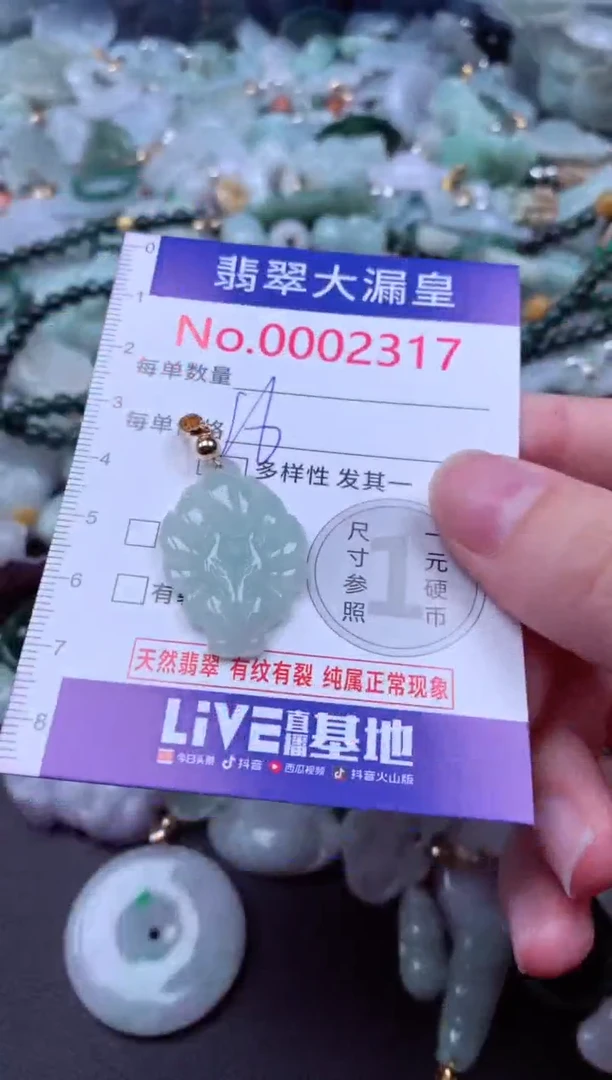 0
翡翠大漏皇
1
No.0002317
2
每单数量
3
每单
4
多样性 发其一
5
尺寸参照
1
一元硬币
6
有
7
天然翡翠 有纹有裂 纯属正常现象
8
LiVE直播基地
今日头条 抖音 西瓜视频 抖音火山版